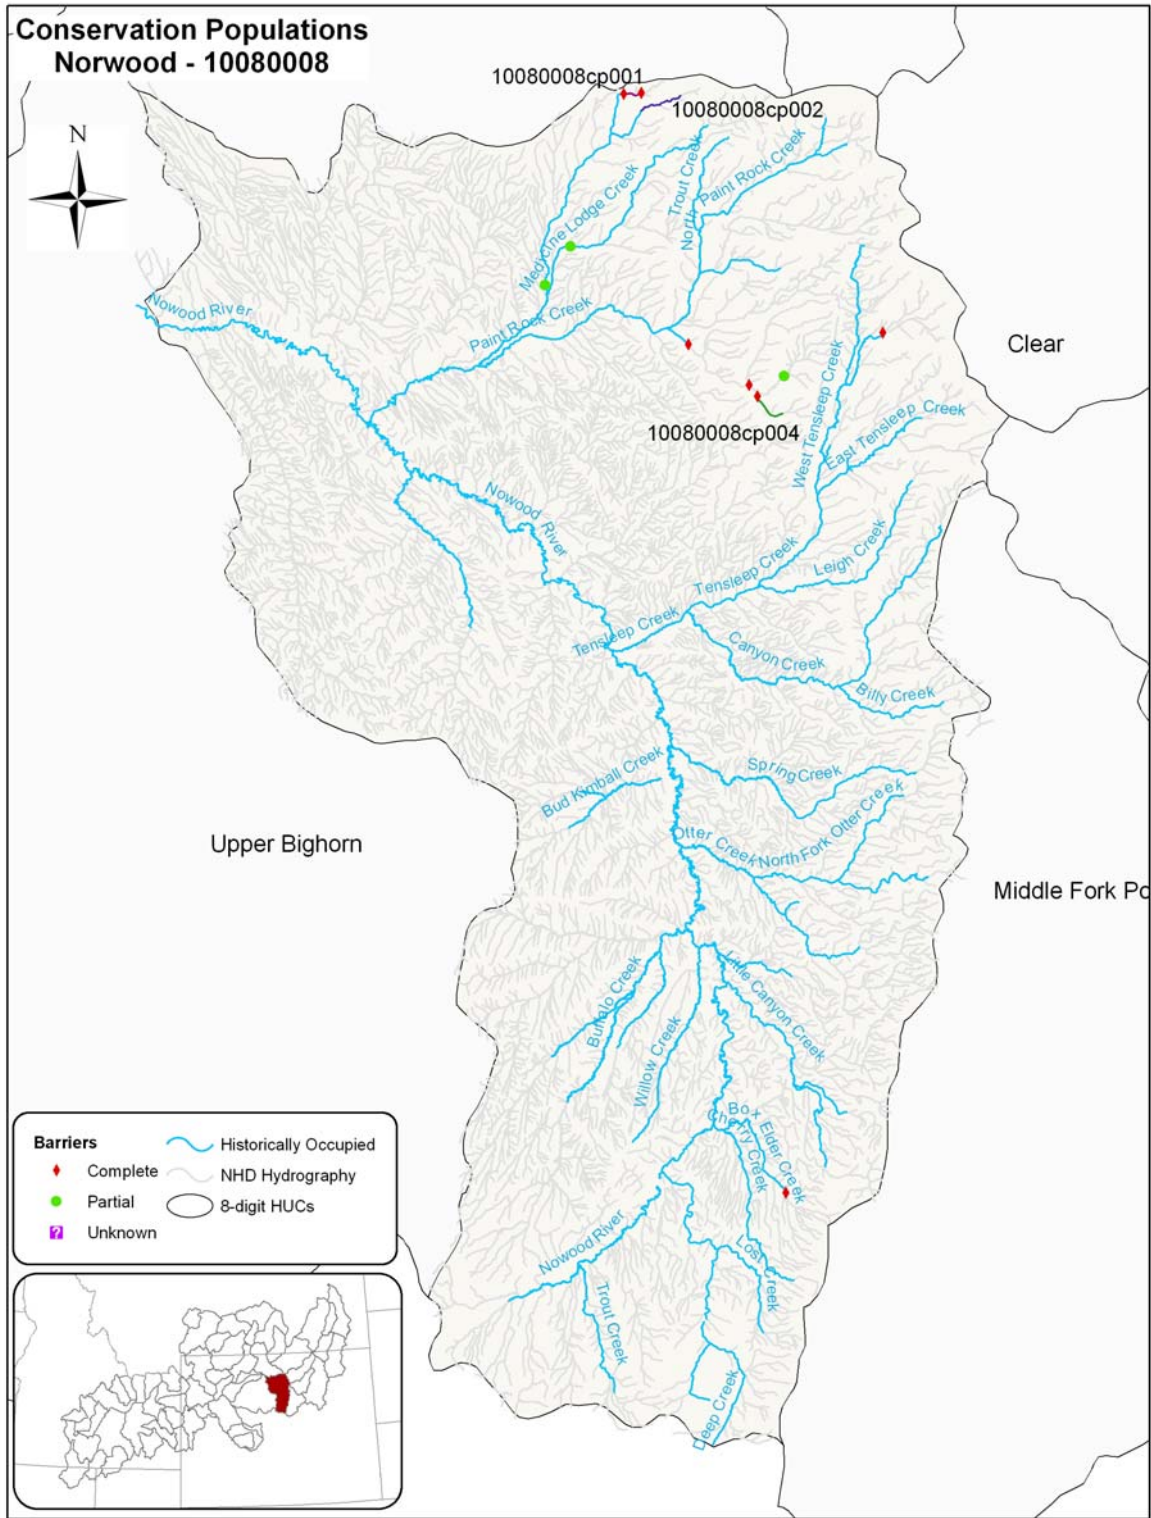 Conservation Populations
Norwood - 10080008
10080008cp001
10080008cp002
N
Trout Creek
North Paint Rock Creek
Medicine Lodge Creek
Nowood River
Paint Rock Creek
Clear
West Tensleep Creek
East Tensleep Creek
10080008cp004
Nowood River
Leigh Creek
Tensleep Creek
Tensleep Creek
Canyon Creek
Billy Creek
Spring Creek
Bud Kimball Creek
Otter Creek
North Fork Otter Creek
Upper Bighorn
Middle Fork Po
Buffalo Creek
Little Canyon Creek
Willow Creek
Box Elder Creek
Cherry Creek
Nowood River
Lost Creek
Trout Creek
Deep Creek
Barriers
Complete
Partial
?
Unknown
Historically Occupied
NHD Hydrography
8-digit HUCs